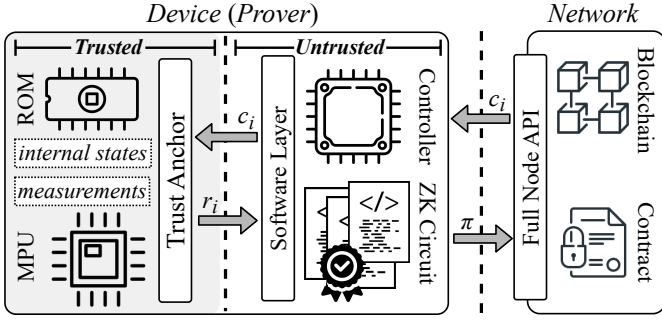 Device (Prover)
Network
Trusted
Untrusted
ROM
internal states
measurements
MPU
Trust Anchor
c_i
r_i
Software Layer
Controller
</>
ZK Circuit
c_i
π
Full Node API
Blockchain
Contract